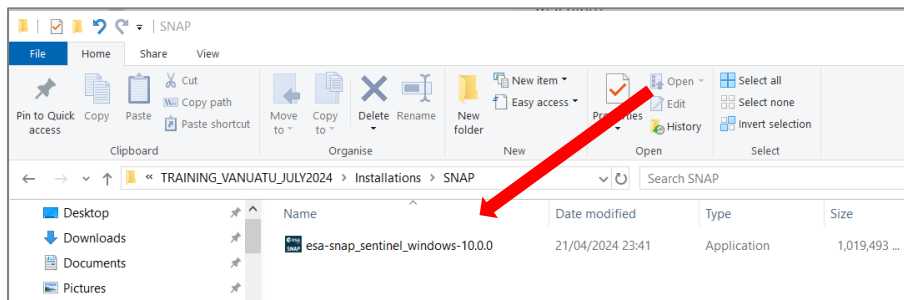 SNAP
File Home Share View
Pin to Quick access
Copy
Paste
Cut
Copy path
Paste shortcut
Clipboard
Move to
Copy to
Delete
Rename
Organise
New folder
New item
Easy access
New
Open
Edit
History
Open
Select all
Select none
Invert selection
Select
« TRAINING_VANUATU_JULY2024 > Installations > SNAP
Search SNAP
Desktop
Downloads
Documents
Pictures
Name Date modified Type Size
esa-snap_sentinel_windows-10.0.0 21/04/2024 23:41 Application 1,019,493 ...